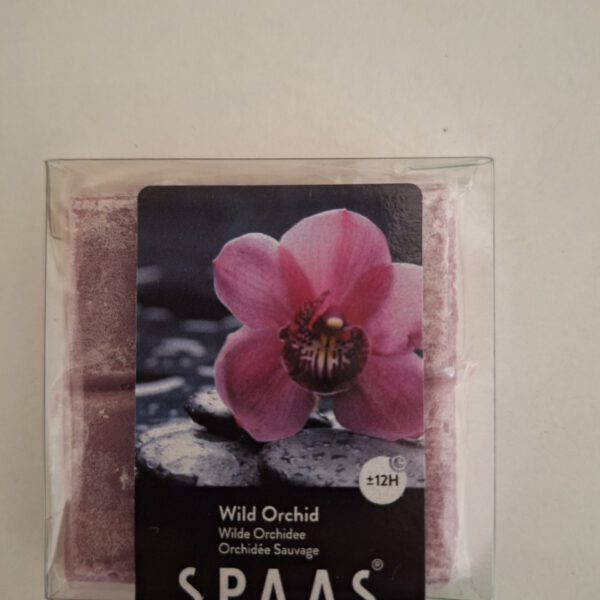 ±12H
Wild Orchid
Wilde Orchidee
Orchidée Sauvage
SPAAS®